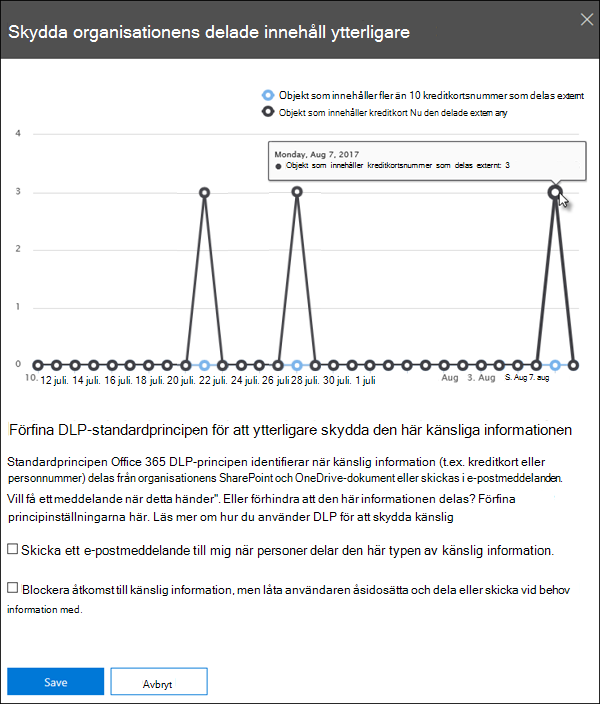 Skydda organisationens delade innehåll ytterligare
Objekt som innehåller fler än 10 kreditkortsnummer som delas externt
Objekt som innehåller kreditkort Nu den delade extern any
4
Monday, Aug 7, 2017
Objekt som innehåller kreditkortsnummer som delas externt: 3
3
2
1
0
10. 12 juli. 14 juli. 16 juli. 18 juli. 20 juli. 22 juli. 24 juli. 26 juli 28 juli. 30 juli. 1 juli Aug 3. Aug S. Aug 7. aug
Förfina DLP-standardprincipen för att ytterligare skydda den här känsliga informationen
Standardprincipen Office 365 DLP-principen identifierar när känslig information (t.ex. kreditkort eller
personnummer) delas från organisationens SharePoint och OneDrive-dokument eller skickas i e-postmeddelanden.
Vill få ett meddelande när detta händer". Eller förhindra att den här informationen delas? Förfina
principinställningarna här. Läs mer om hur du använder DLP för att skydda känslig
Skicka ett e-postmeddelande till mig när personer delar den här typen av känslig information.
Blockera åtkomst till känslig information, men låta användaren åsidosätta och dela eller skicka vid behov
information med.
Save
Avbryt